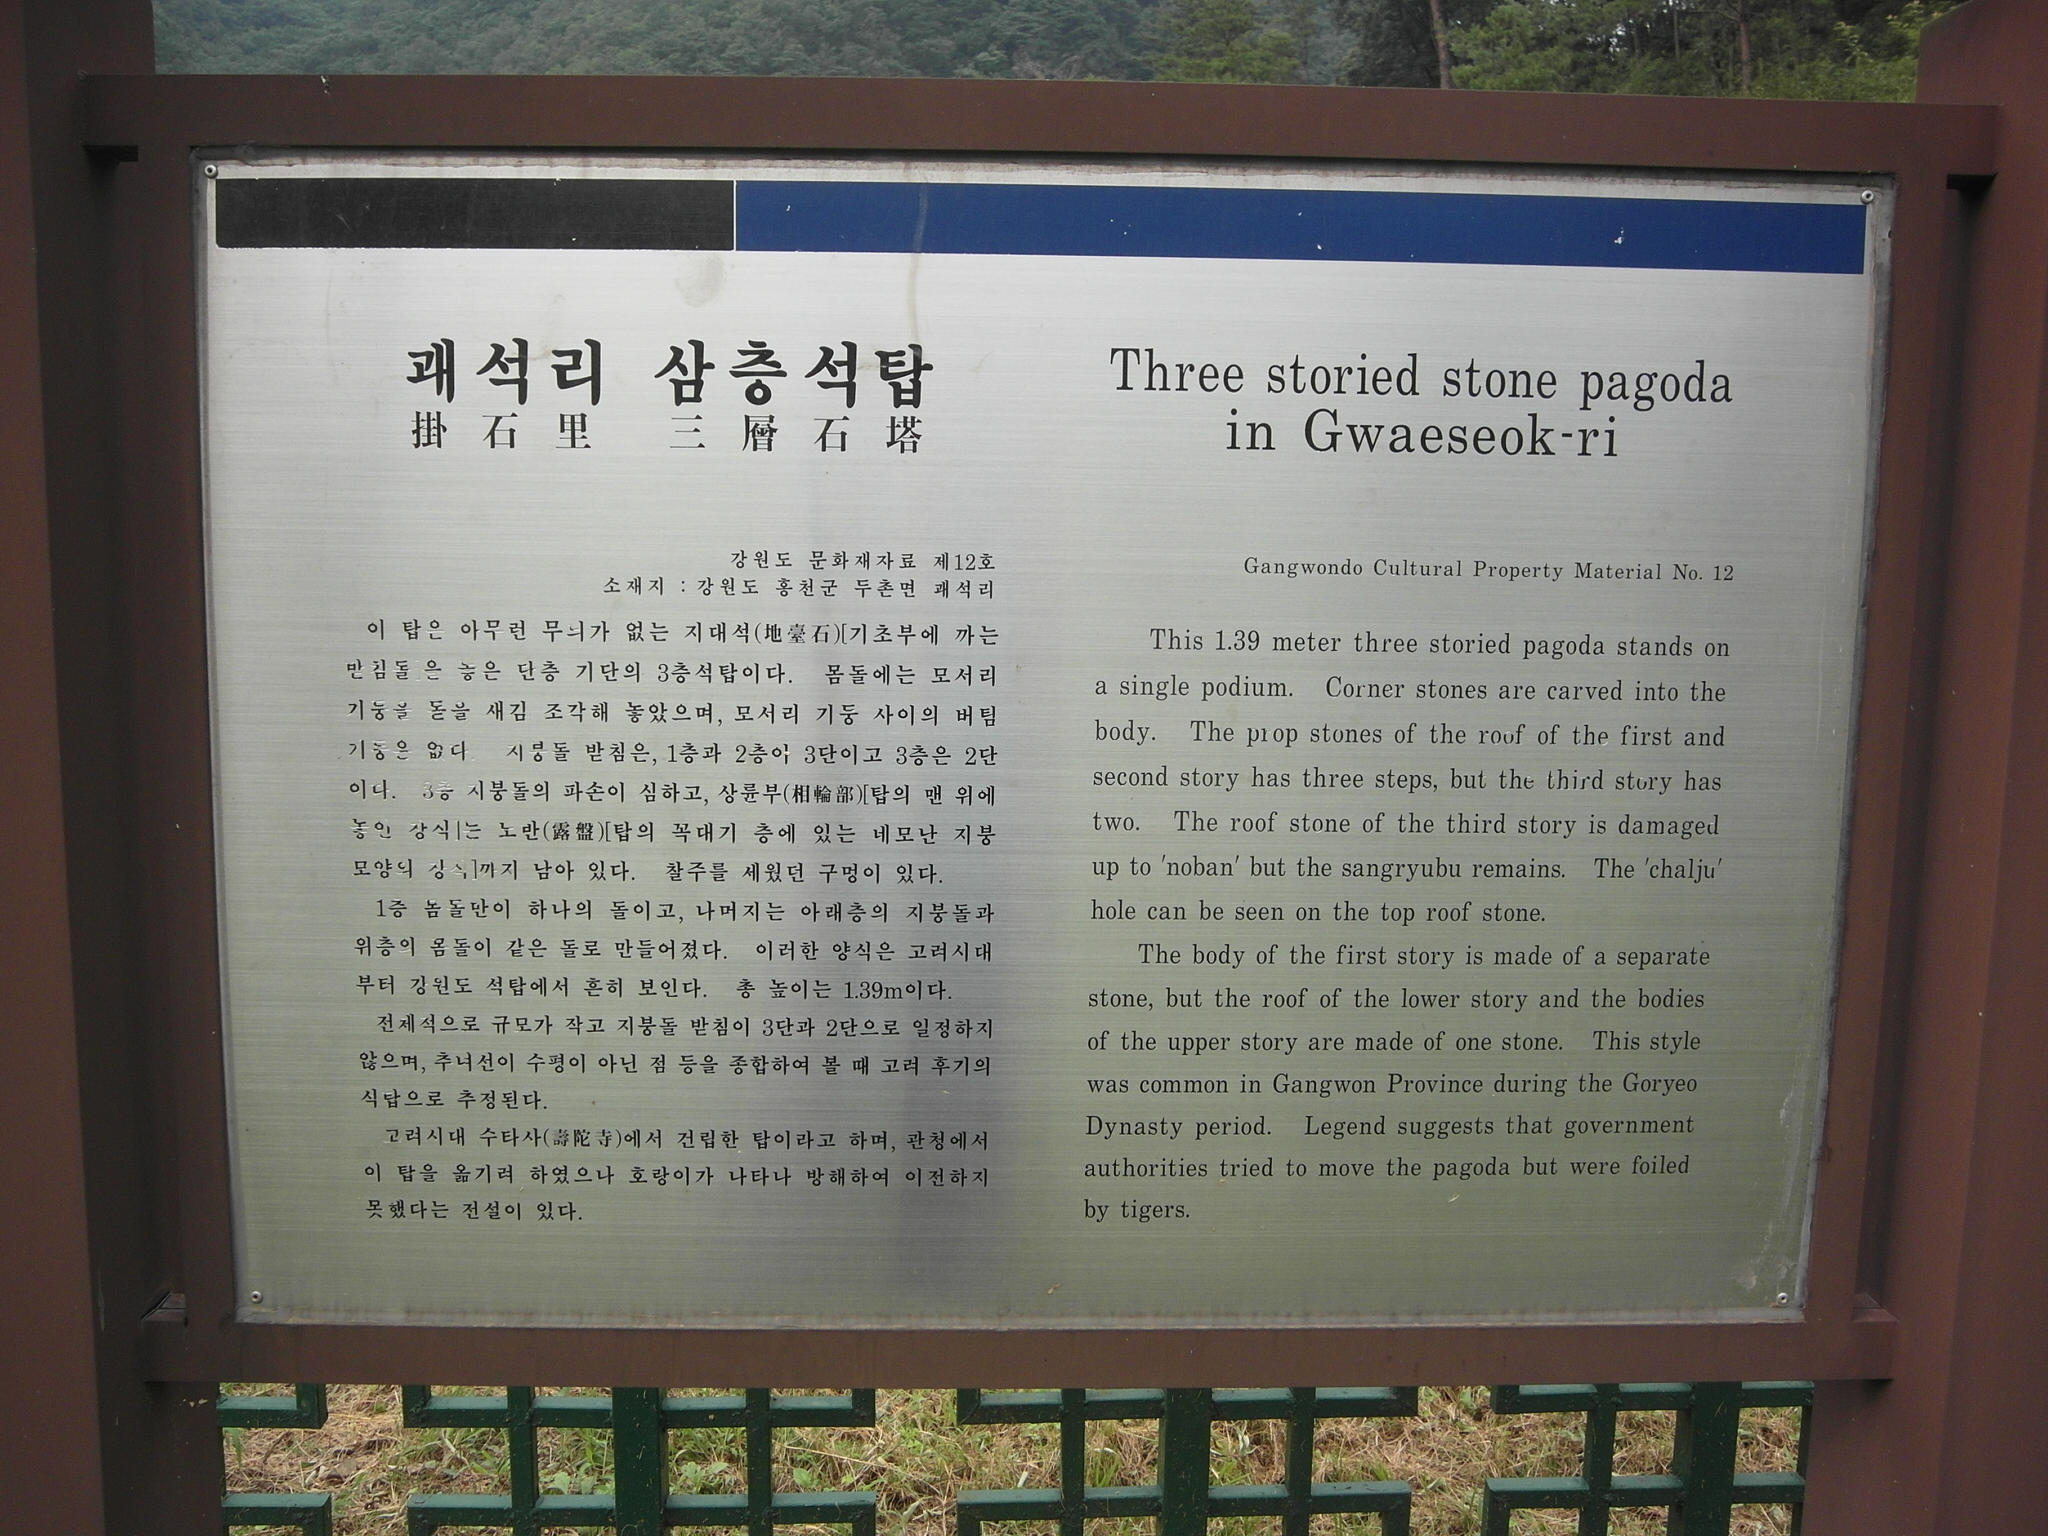 괘석리 삼층석탑
掛石里 三層石塔
강원도 문화재자료 제12호
소재지 : 강원도 홍천군 두촌면 괘석리
이 탑은 아무런 무늬가 없는 지대석(地臺石)[기초부에 까는
받침돌]은 놓은 단층 기단의 3층석탑이다. 몸돌에는 모서리
기둥을 돋을 새김 조각해 놓았으며, 모서리 기둥 사이의 버팀
기둥은 없다. 지붕돌 받침은, 1층과 2층이 3단이고 3층은 2단
이다. 3층 지붕돌의 파손이 심하고, 상륜부(相輪部)[탑의 맨 위에
놓인 장식]는 노반(露盤)[탑의 꼭대기 층에 있는 네모난 지붕
모양의 장식]까지 남아 있다. 찰주를 세웠던 구멍이 있다.
1층 몸돌만이 하나의 돌이고, 나머지는 아래층의 지붕돌과
위층의 몸돌이 같은 돌로 만들어졌다. 이러한 양식은 고려시대
부터 강원도 석탑에서 흔히 보인다. 총 높이는 1.39m이다.
전체적으로 규모가 작고 지붕돌 받침이 3단과 2단으로 일정하지
않으며, 추녀선이 수평이 아닌 점 등을 종합하여 볼 때 고려 후기의
석탑으로 추정된다.
고려시대 수타사(壽陀寺)에서 건립한 탑이라고 하며, 관청에서
이 탑을 옮기려 하였으나 호랑이가 나타나 방해하여 이전하지
못했다는 전설이 있다.
Three storied stone pagoda
in Gwaeseok-ri
Gangwondo Cultural Property Material No. 12
This 1.39 meter three storied pagoda stands on
a single podium. Corner stones are carved into the
body. The prop stones of the roof of the first and
second story has three steps, but the third story has
two. The roof stone of the third story is damaged
up to 'noban' but the sangryubu remains. The 'chalju'
hole can be seen on the top roof stone.
The body of the first story is made of a separate
stone, but the roof of the lower story and the bodies
of the upper story are made of one stone. This style
was common in Gangwon Province during the Goryeo
Dynasty period. Legend suggests that government
authorities tried to move the pagoda but were foiled
by tigers.